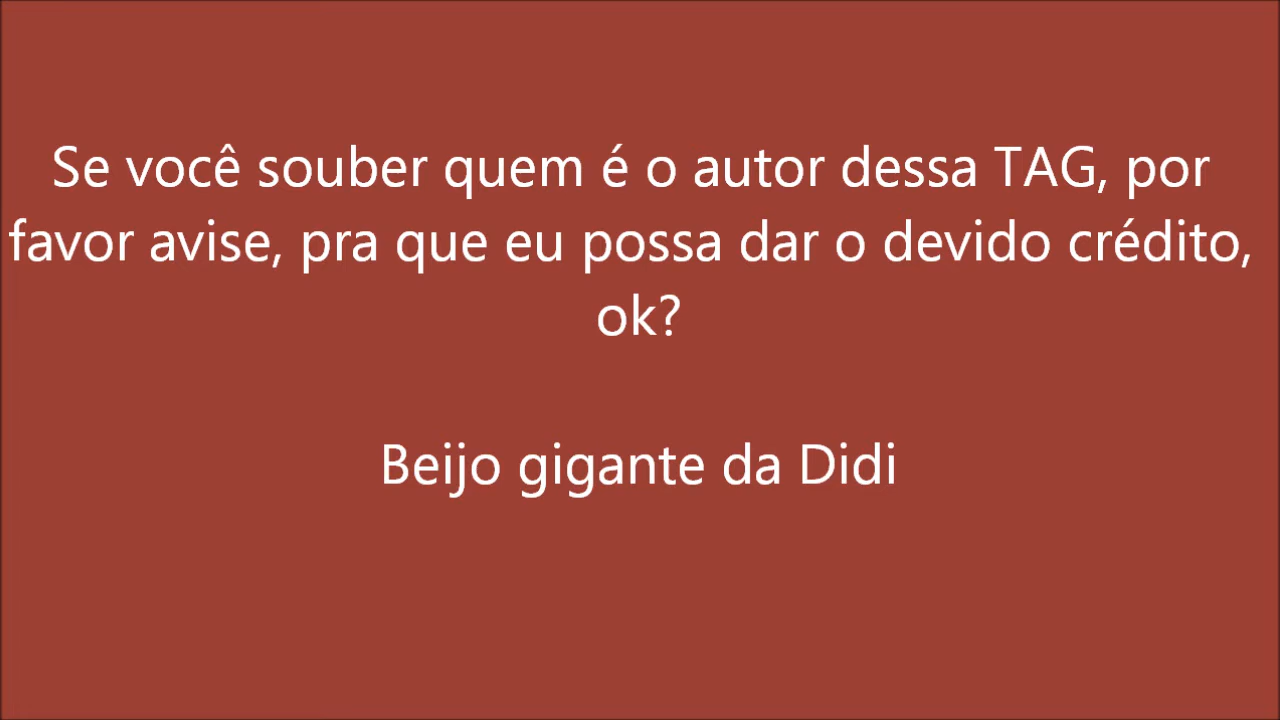 Se você souber quem é o autor dessa TAG, por
favor avise, pra que eu possa dar o devido crédito,
ok?
Beijo gigante da Didi